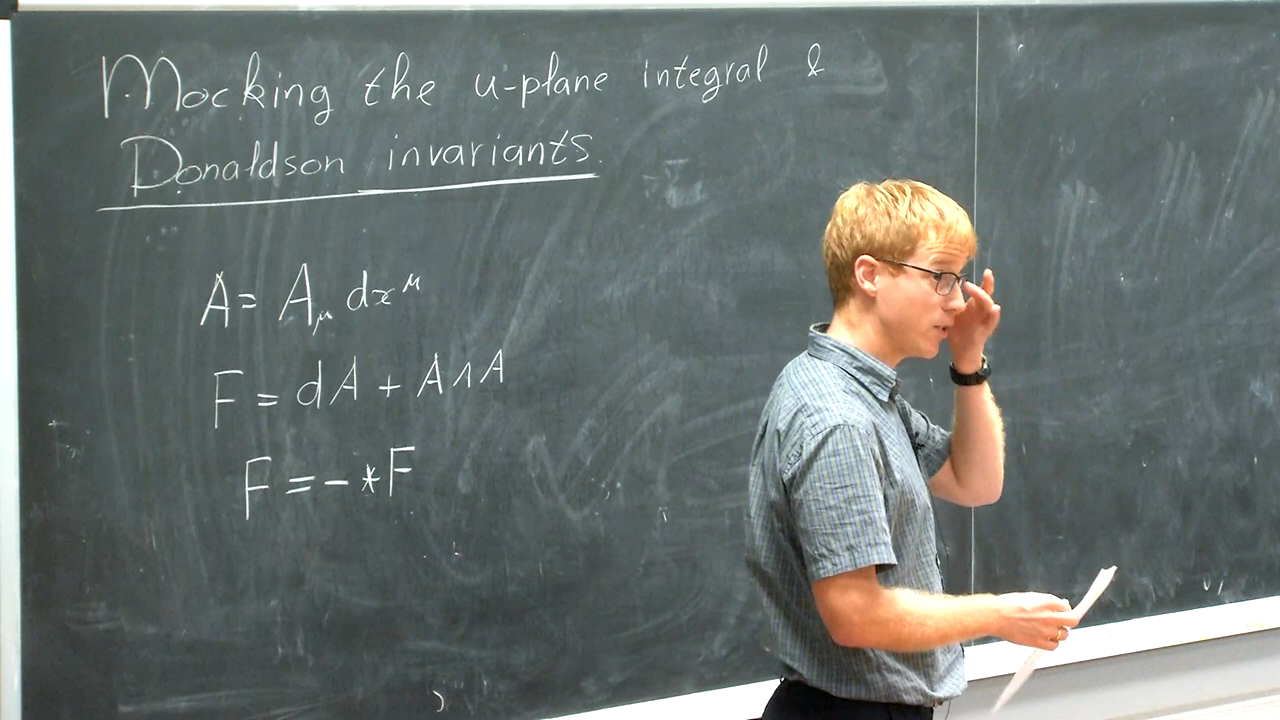 Mocking the u-plane integral &
Donaldson invariants.
A = A_μ dx^μ
F = dA + A∧A
F = - *F